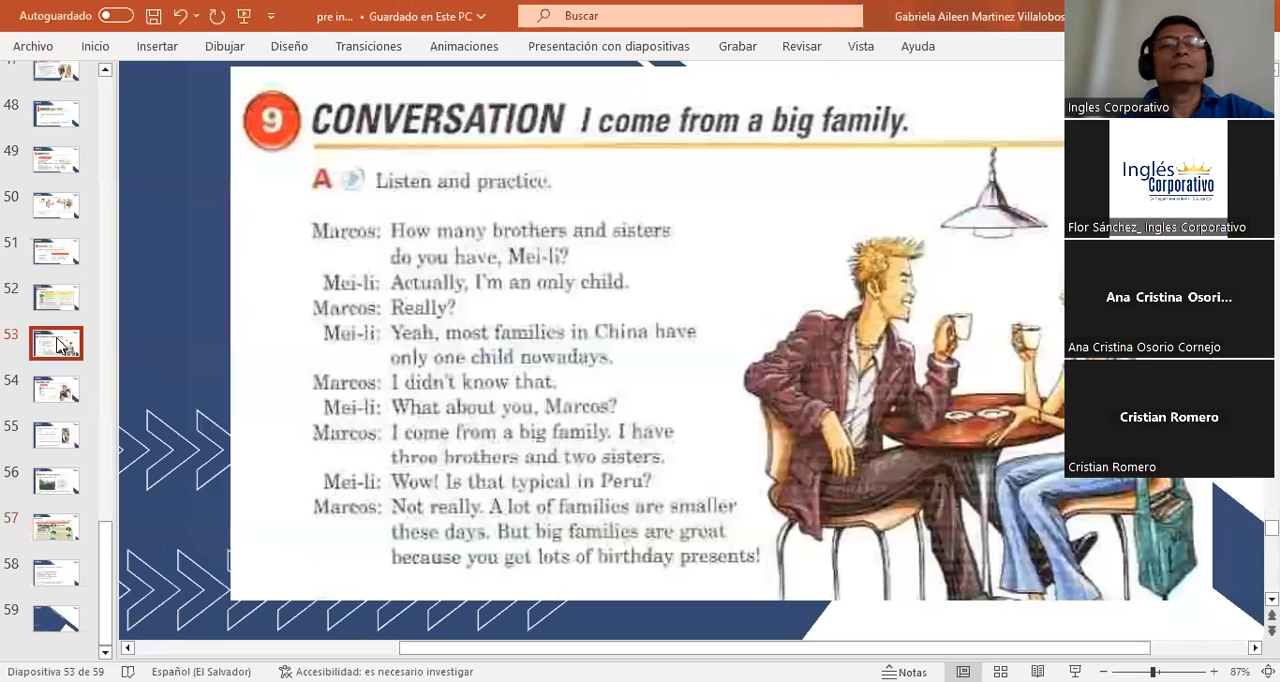 Autoguardado
pre in... • Guardado en Este PC
Buscar
Gabriela Aileen Martinez Villalobos
Archivo Inicio Insertar Dibujar Diseño Transiciones Animaciones Presentación con diapositivas Grabar Revisar Vista Ayuda
48
49
50
51
52
53
54
55
56
57
58
59
9 CONVERSATION I come from a big family.
A Listen and practice.
Marcos: How many brothers and sisters
do you have, Mei-li?
Mei-li: Actually, I'm an only child.
Marcos: Really?
Mei-li: Yeah, most families in China have
only one child nowadays.
Marcos: I didn't know that.
Mei-li: What about you, Marcos?
Marcos: I come from a big family. I have
three brothers and two sisters.
Mei-li: Wow! Is that typical in Peru?
Marcos: Not really. A lot of families are smaller
these days. But big families are great
because you get lots of birthday presents!
Ingles Corporativo
Inglés
Corporativo
Flor Sánchez_ Ingles Corporativo
Ana Cristina Osori...
Ana Cristina Osorio Cornejo
Cristian Romero
Cristian Romero
Diapositiva 53 de 59 Español (El Salvador) Accesibilidad: es necesario investigar Notas 87%